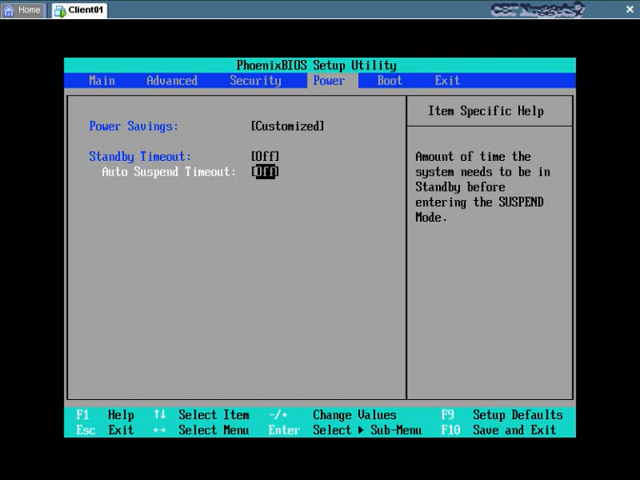 Home Client01 CBT Nuggets
PhoenixBIOS Setup Utility
Main Advanced Security Power Boot Exit
Item Specific Help
Power Savings: [Customized]
Standby Timeout: [Off]
Auto Suspend Timeout: [Off]
Amount of time the
system needs to be in
Standby before
entering the SUSPEND
Mode.
F1 Help ↑↓ Select Item -/+ Change Values F9 Setup Defaults
Esc Exit ↔ Select Menu Enter Select ▶ Sub-Menu F10 Save and Exit